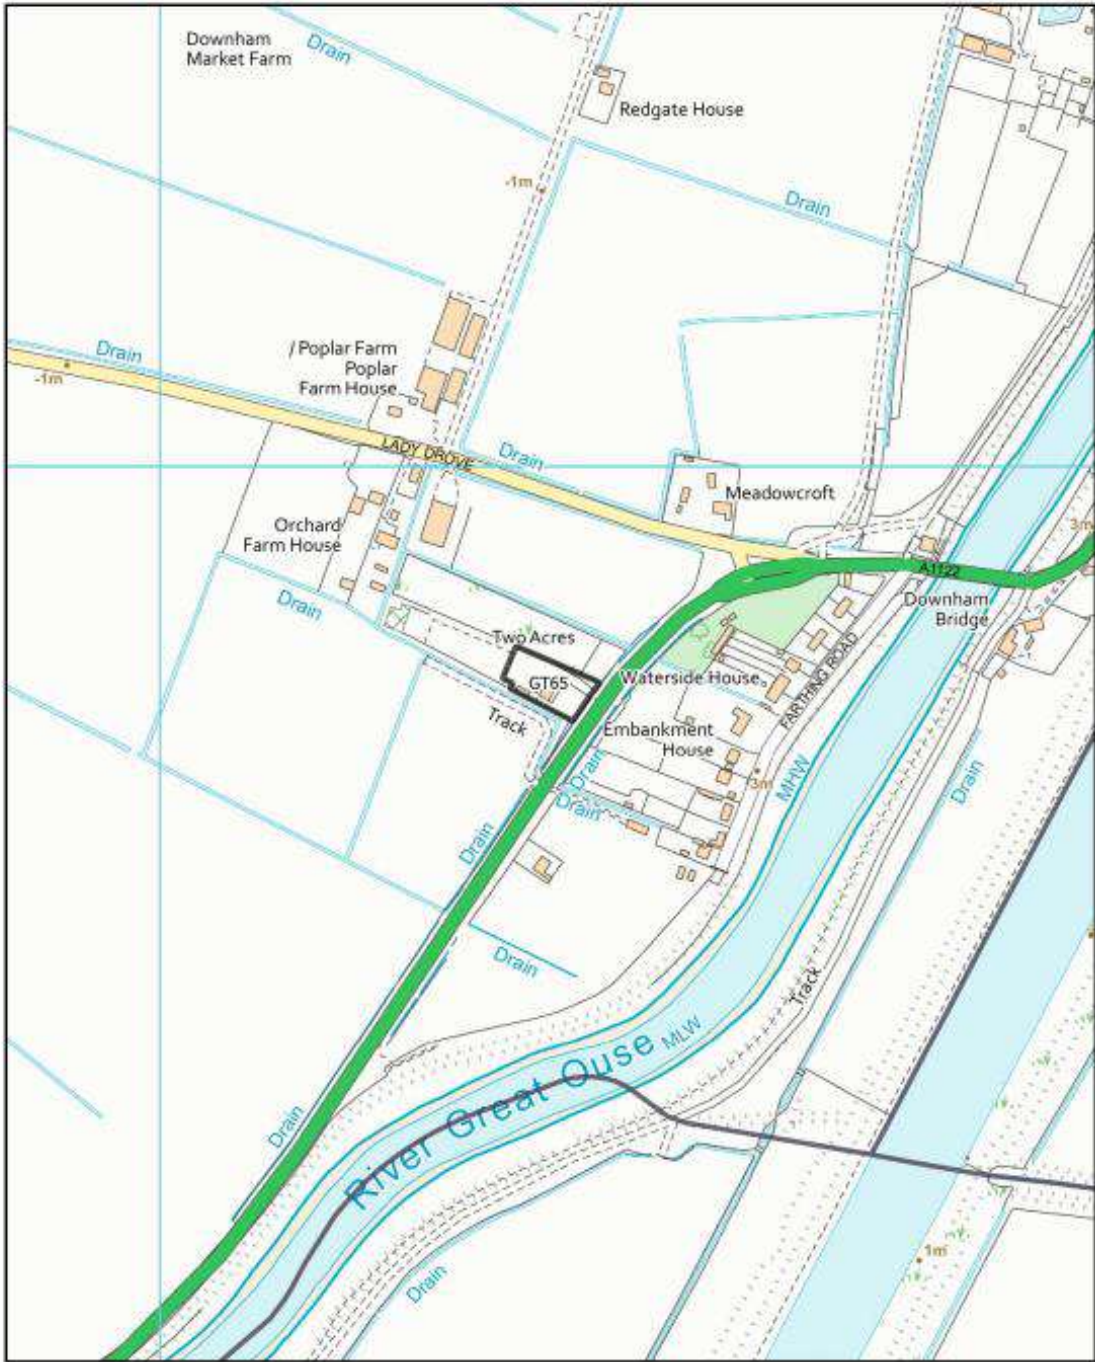 Downham
Market Farm
Drain
Redgate House
-1m
Drain
Drain
-1m
/ Poplar Farm
Poplar
Farm House
LADY DROVE
Drain
Meadowcroft
Orchard
Farm House
3m
A1122
Downham
Bridge
Drain
Two Acres
GT65
Waterside House
FARTHING ROAD
Track
Embankment
House
Drain
MHW
3m
Drain
Drain
Drain
Drain
Track
River Great Ouse
MLW
Drain
1m
Drain